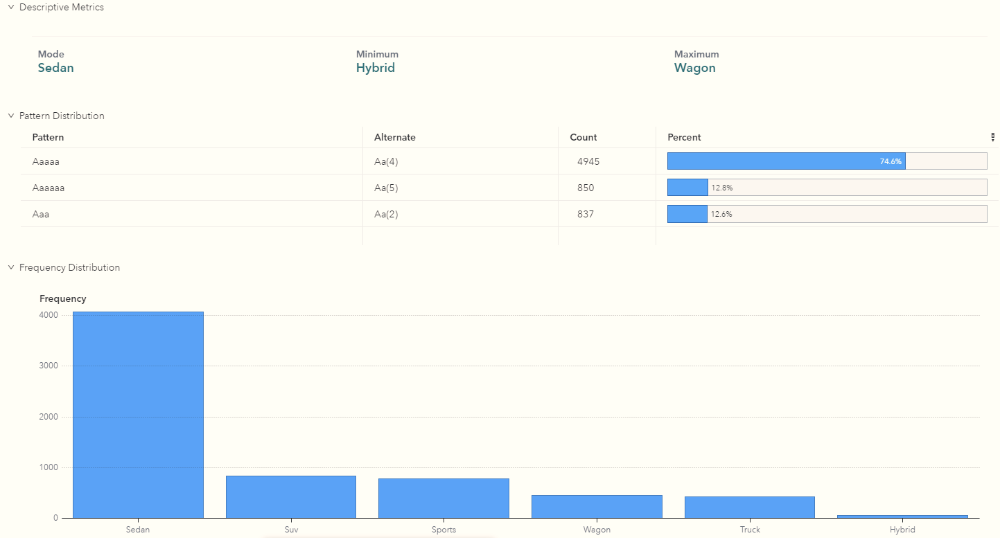 Descriptive Metrics
Mode Minimum Maximum
Sedan Hybrid Wagon
Pattern Distribution
Pattern Alternate Count Percent
Aaaaa Aa(4) 4945 74.6%
Aaaaaa Aa(5) 850 12.8%
Aaa Aa(2) 837 12.6%
Frequency Distribution
Frequency
4000
3000
2000
1000
0
Sedan Suv Sports Wagon Truck Hybrid